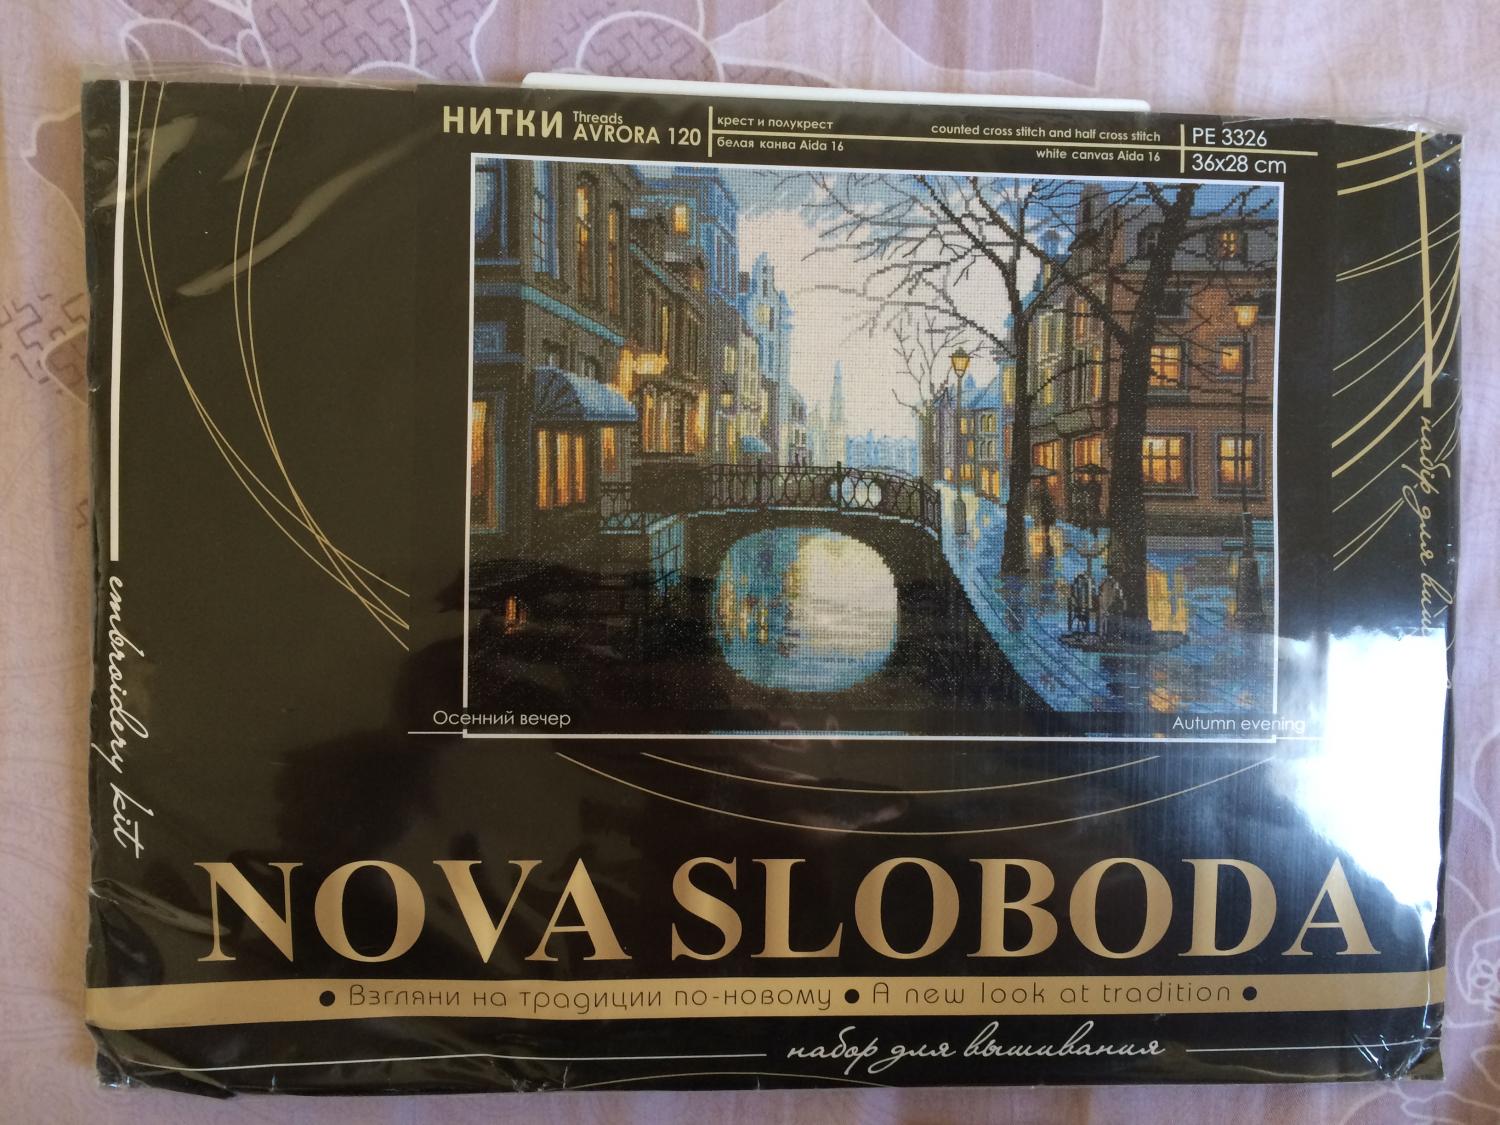 НИТКИ
Threads
AVRORA 120
крест и полукрест
counted cross stitch and half cross stitch
PE 3326
белая канва Aida 16
white canvas Aida 16
36x28 cm
embroidery kit
набір для
Осенний вечер
Autumn evening
NOVA SLOBODA
• Взгляни на традиции по-новому • A new look at tradition •
набор для вышивания